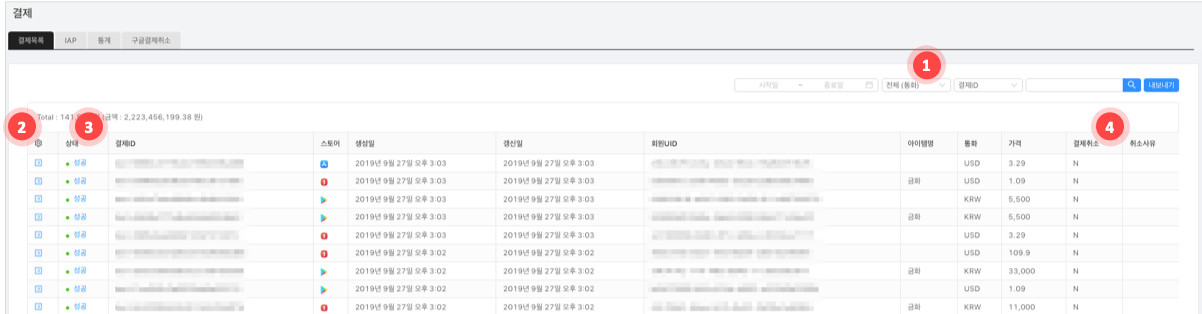 결제
결제목록 IAP 통계 구글결제취소
1
시작일 ~ 종료일 전체 (통화) 결제ID 내보내기
2 3 4
Total : 141, (금액 : 2,223,456,199.38 원)
상태 결제ID 스토어 생성일 갱신일 회원UID 아이템명 통화 가격 결제취소 취소사유
성공 2019년 9월 27일 오후 3:03 2019년 9월 27일 오후 3:03 USD 3.29 N
성공 2019년 9월 27일 오후 3:03 2019년 9월 27일 오후 3:03 금화 USD 1.09 N
성공 2019년 9월 27일 오후 3:03 2019년 9월 27일 오후 3:03 KRW 5,500 N
성공 2019년 9월 27일 오후 3:03 2019년 9월 27일 오후 3:03 금화 KRW 5,500 N
성공 2019년 9월 27일 오후 3:03 2019년 9월 27일 오후 3:03 USD 3.29 N
성공 2019년 9월 27일 오후 3:02 2019년 9월 27일 오후 3:02 USD 109.9 N
성공 2019년 9월 27일 오후 3:02 2019년 9월 27일 오후 3:02 금화 KRW 33,000 N
성공 2019년 9월 27일 오후 3:02 2019년 9월 27일 오후 3:02 USD 1.09 N
성공 2019년 9월 27일 오후 3:02 2019년 9월 27일 오후 3:02 금화 KRW 11,000 N